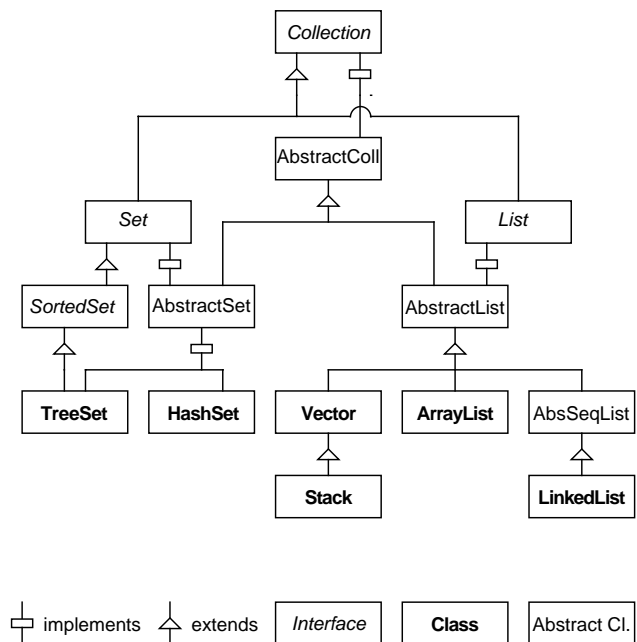 Collection
AbstractColl
Set
List
SortedSet
AbstractSet
AbstractList
TreeSet
HashSet
Vector
ArrayList
AbsSeqList
Stack
LinkedList
implements
extends
Interface
Class
Abstract Cl.